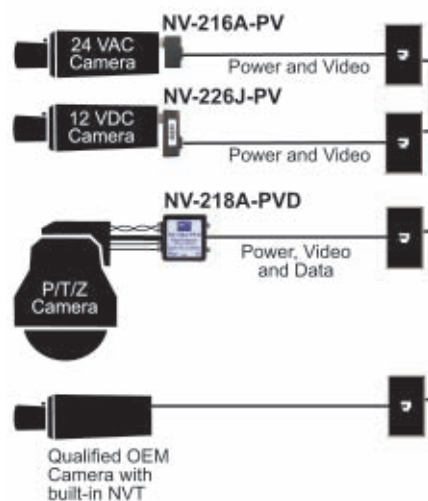 NV-216A-PV
24 VAC
Camera
Power and Video
NV-226J-PV
12 VDC
Camera
Power and Video
NV-218A-PVD
Power, Video
and Data
P/T/Z
Camera
Qualified OEM
Camera with
built-in NVT